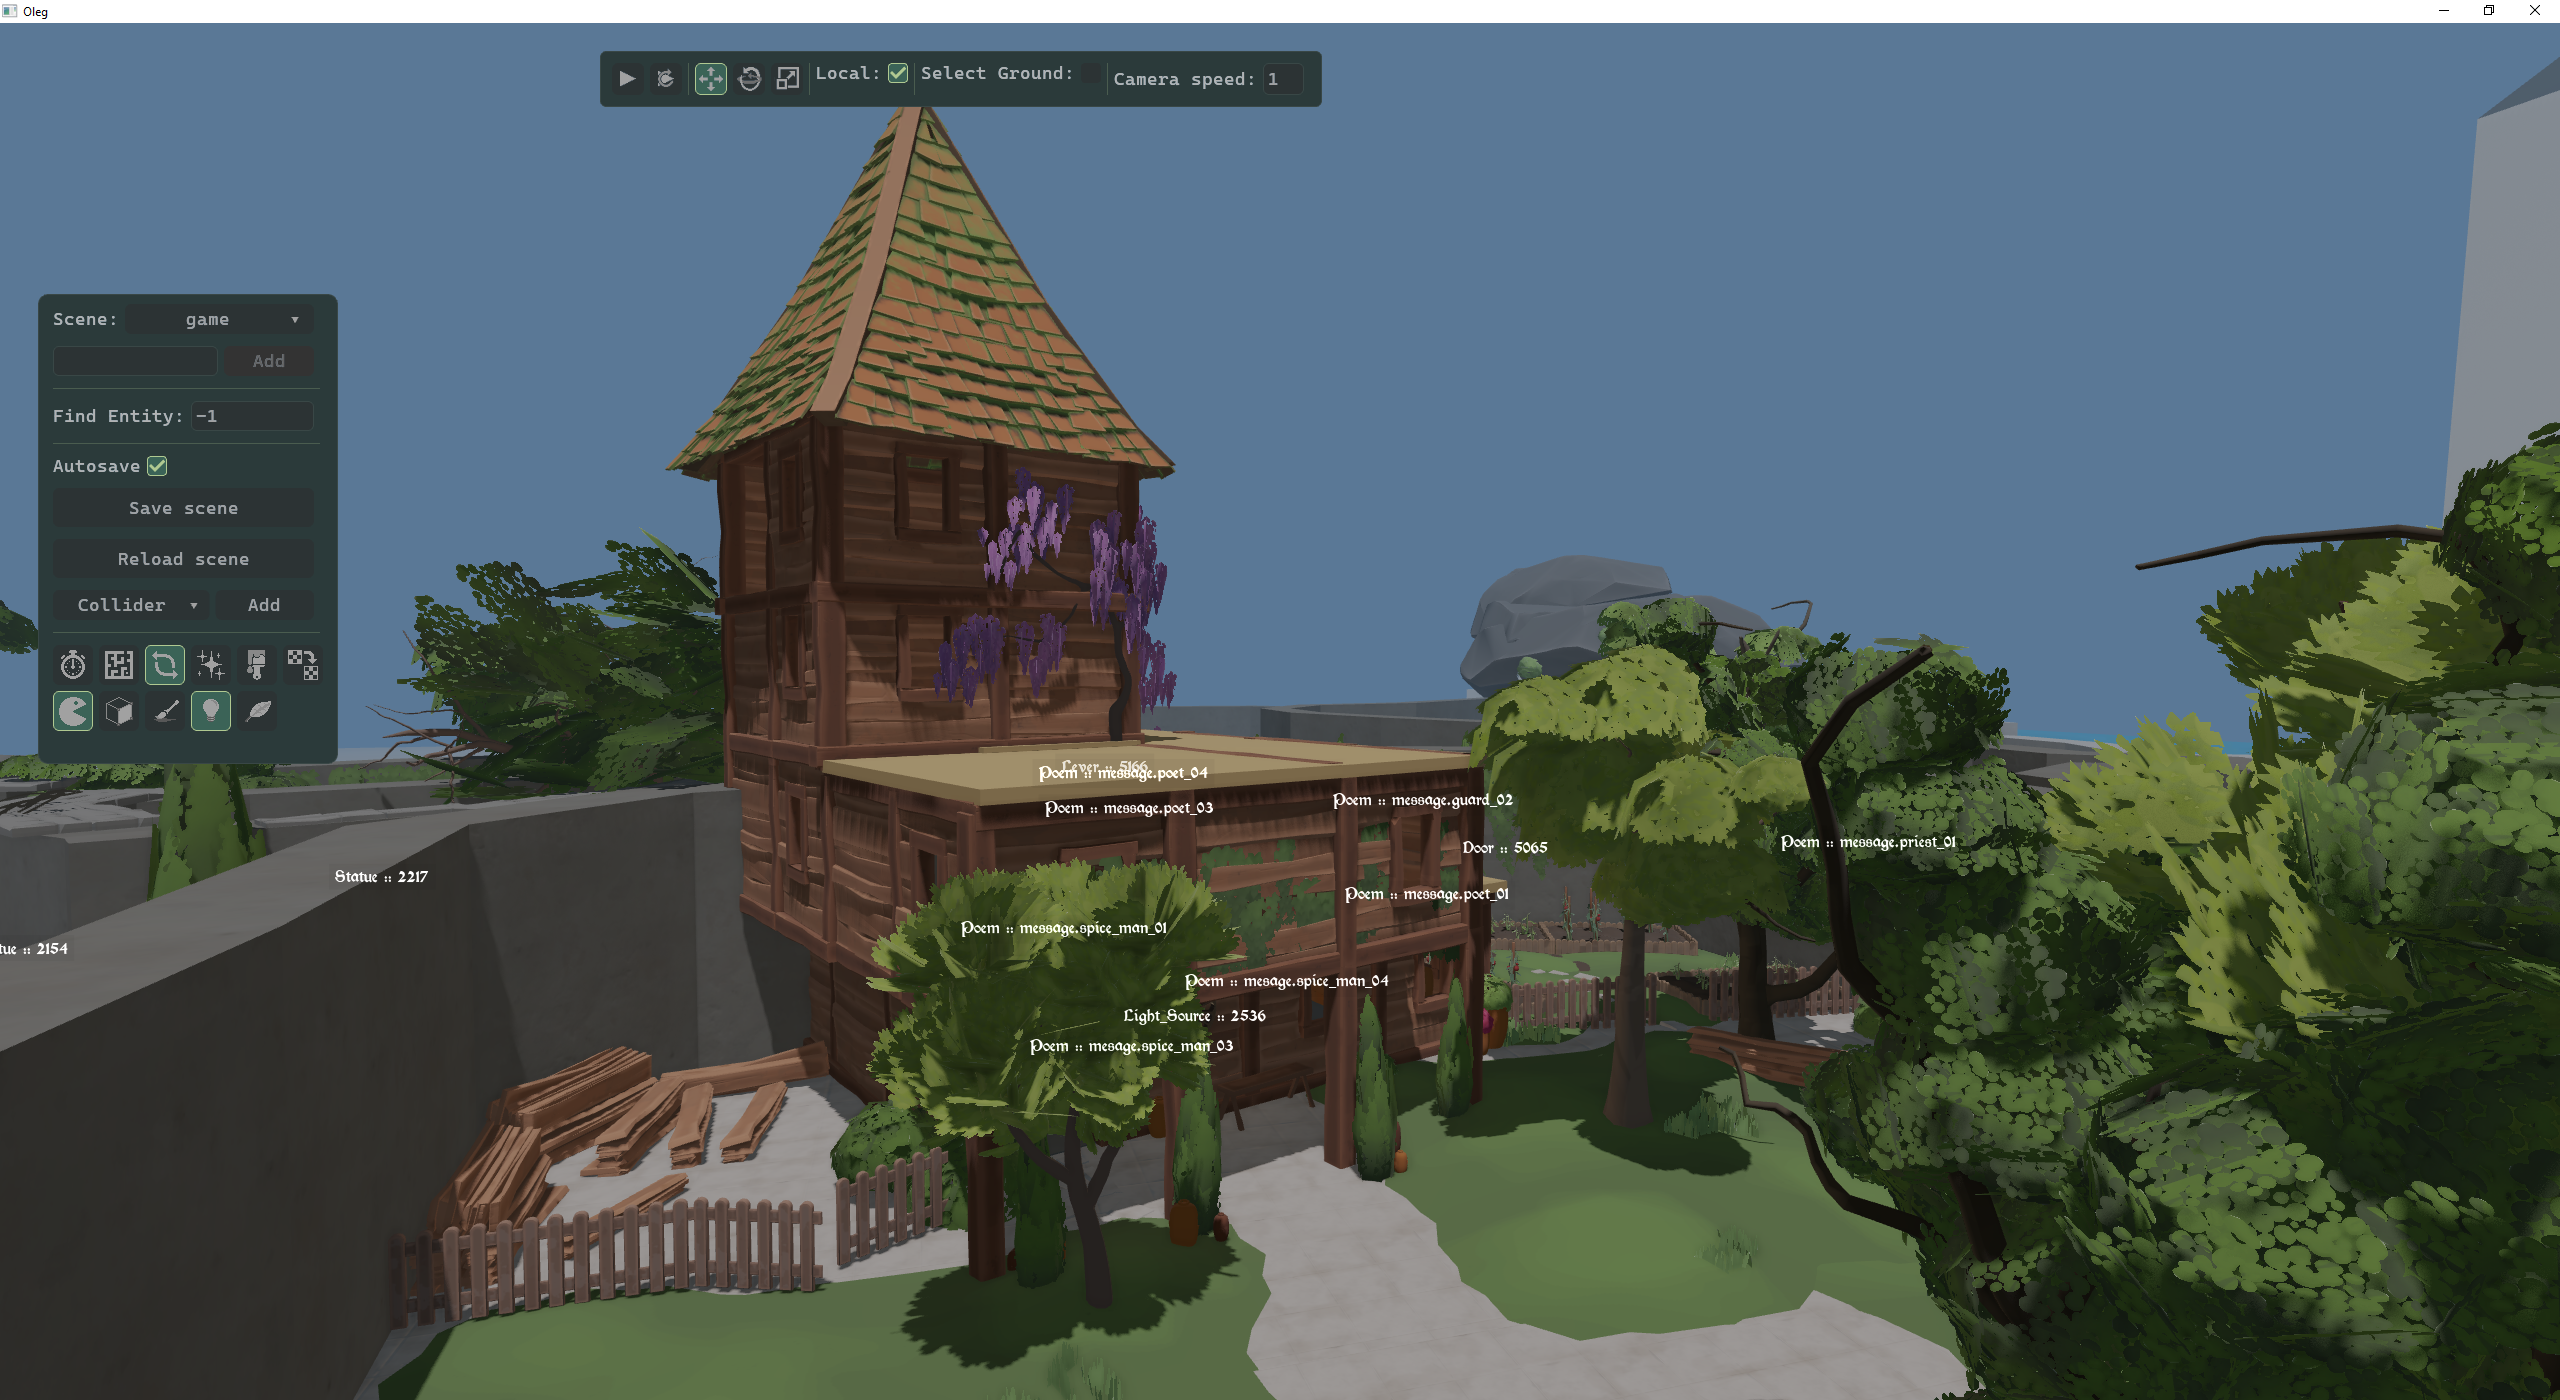 Oleg
Local:
Select Ground:
Camera speed: 1
Scene: game
Add
Find Entity: -1
Autosave
Save scene
Reload scene
Collider
Add
Lever :: 5166
Poem :: message.poet_04
Poem :: message.poet_03
Poem :: message.guard_02
Poem :: message.priest_01
Door :: 5065
Statue :: 2217
Poem :: message.poet_01
Poem :: message.spice_man_01
tue :: 2154
Poem :: mesage.spice_man_04
Light_Source :: 2536
Poem :: mesage.spice_man_03